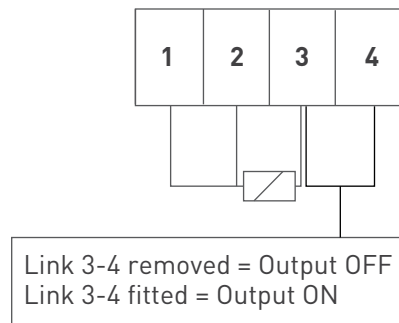 1 2 3 4
Link 3-4 removed = Output OFF
Link 3-4 fitted = Output ON